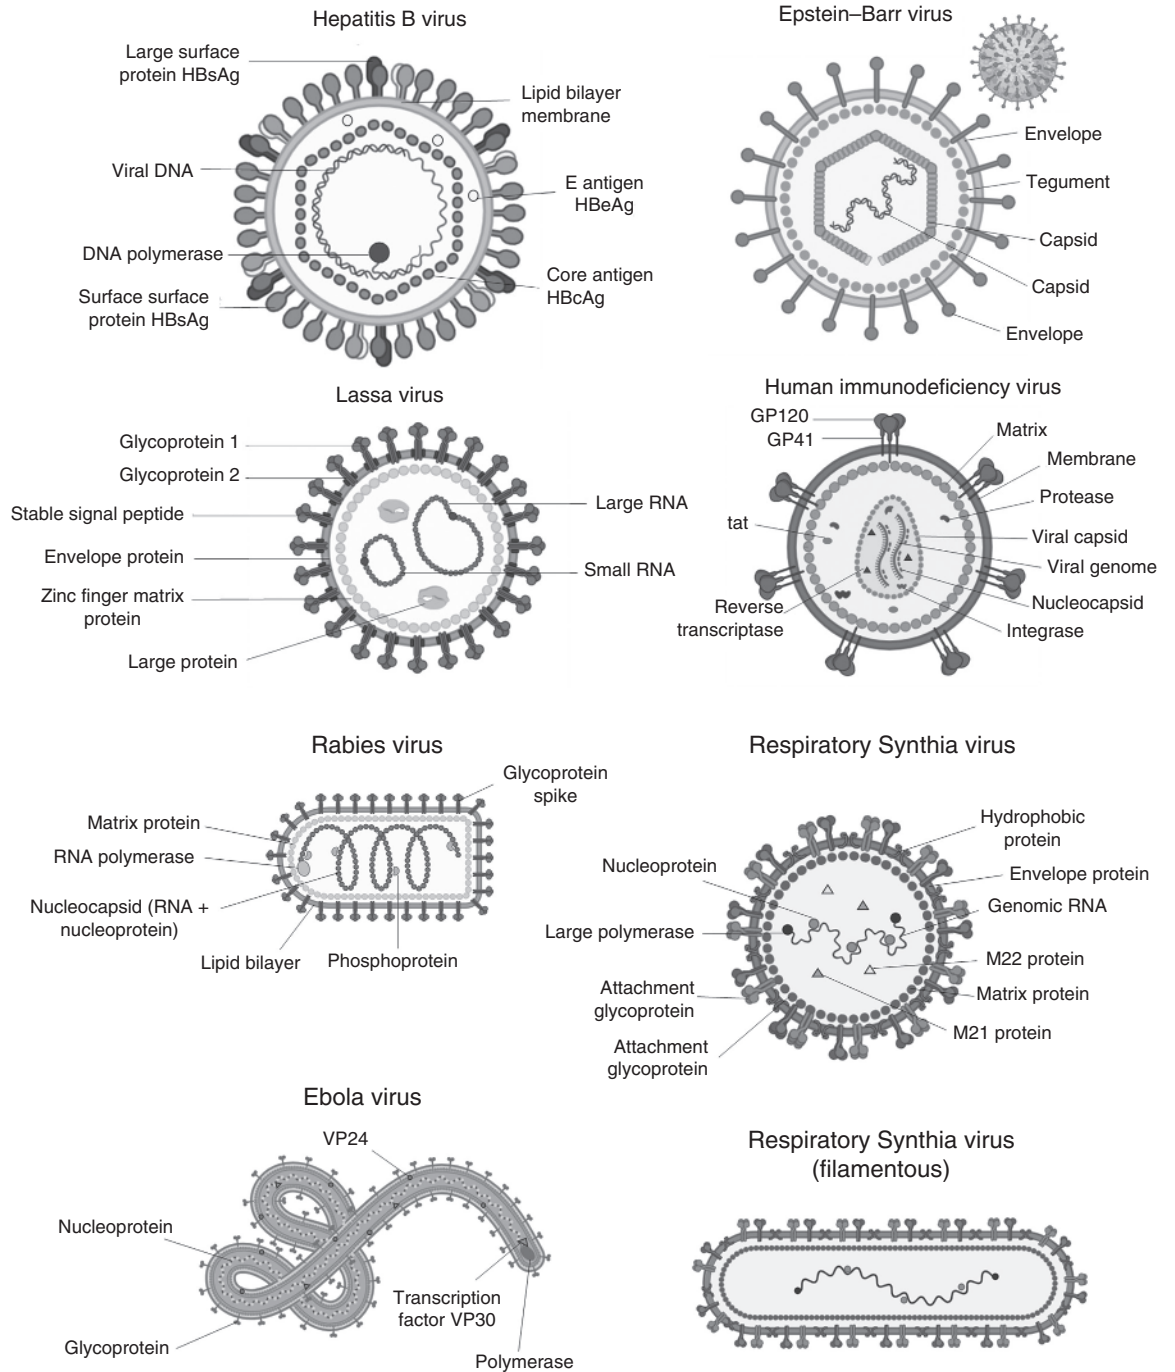 Hepatitis B virus
Large surface
protein HBsAg
Lipid bilayer
membrane
Viral DNA
E antigen
HBeAg
DNA polymerase
Core antigen
HBcAg
Surface surface
protein HBsAg
Epstein–Barr virus
Envelope
Tegument
Capsid
Capsid
Envelope
Lassa virus
Glycoprotein 1
Glycoprotein 2
Stable signal peptide
Envelope protein
Zinc finger matrix
protein
Large protein
Large RNA
Small RNA
Human immunodeficiency virus
GP120
GP41
Matrix
Membrane
Protease
tat
Viral capsid
Viral genome
Nucleocapsid
Reverse
transcriptase
Integrase
Rabies virus
Glycoprotein
spike
Matrix protein
RNA polymerase
Nucleocapsid (RNA +
nucleoprotein)
Lipid bilayer
Phosphoprotein
Respiratory Synthia virus
Hydrophobic
protein
Nucleoprotein
Envelope protein
Genomic RNA
Large polymerase
M22 protein
Attachment
glycoprotein
Matrix protein
M21 protein
Attachment
glycoprotein
Ebola virus
VP24
Nucleoprotein
Transcription
factor VP30
Glycoprotein
Polymerase
Respiratory Synthia virus
(filamentous)